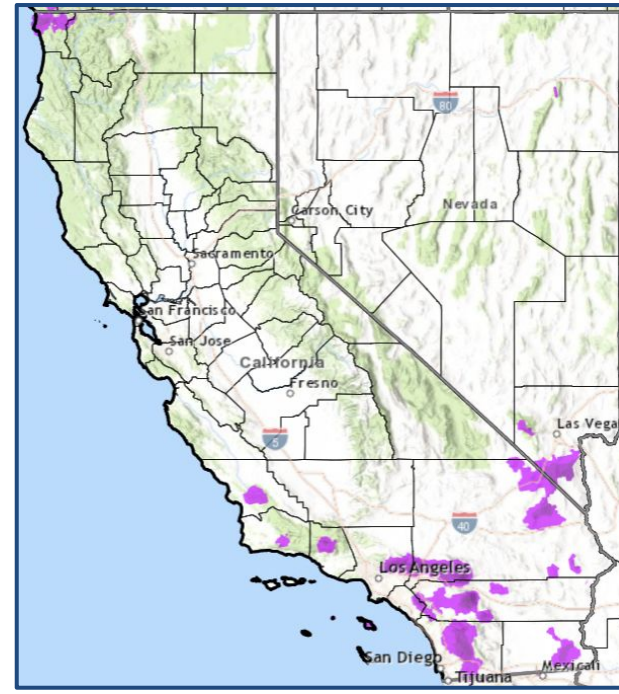 80
Carson City
Nevada
Sacramento
San Francisco
San Jose
California
Fresno
5
Las Vega
40
Los Angeles
San Diego
Tijuana
Mexicali